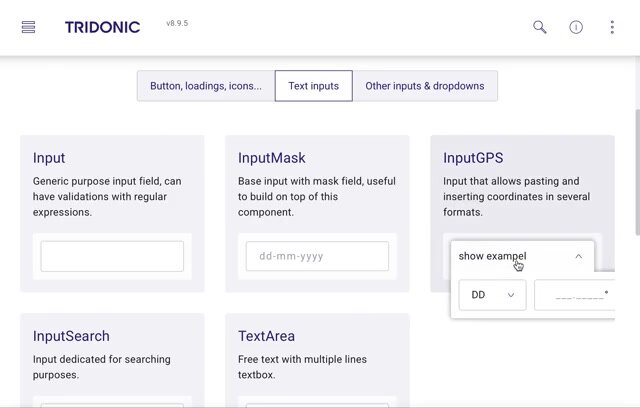 TRIDONIC
v8.9.5
Button, loadings, icons...
Text inputs
Other inputs & dropdowns
Input
Generic purpose input field, can
have validations with regular
expressions.
InputMask
Base input with mask field, useful
to build on top of this
component.
dd-mm-yyyy
InputGPS
Input that allows pasting and
inserting coordinates in several
formats.
show exampel
DD
___.______°
InputSearch
Input dedicated for searching
purposes.
TextArea
Free text with multiple lines
textbox.